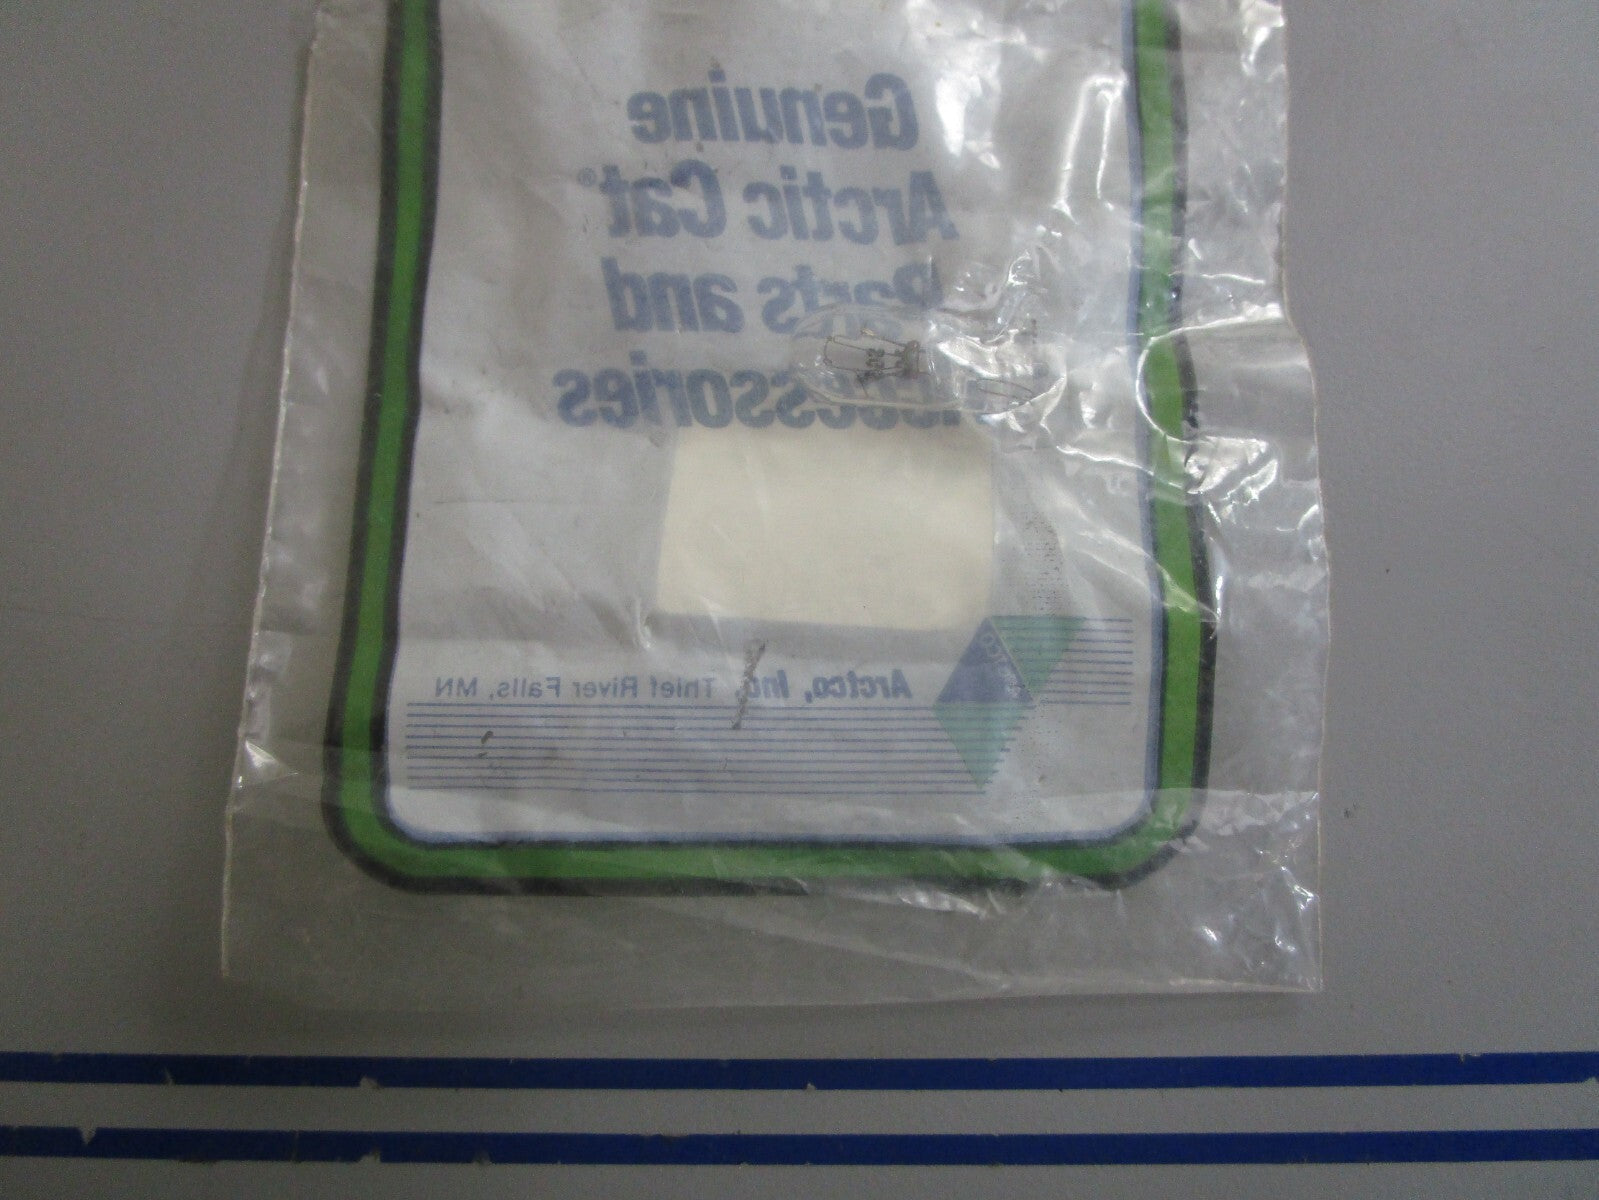 Genuine
Arctic Cat®
Parts and
Accessories
Arctco, Inc. Thief River Falls, MN